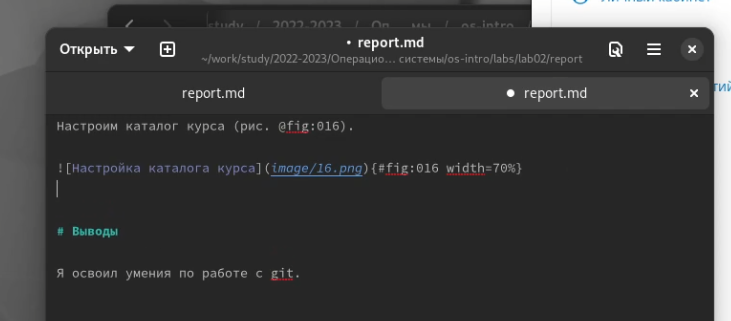 study / 2022-2023 / os-intro /
Открыть
• report.md
~/work/study/2022-2023/Операцио… системы/os-intro/labs/lab02/report
report.md
● report.md
Настроим каталог курса (рис. @fig:016).
![Настройка каталога курса](image/16.png){#fig:016 width=70%}
# Выводы
Я освоил умения по работе с git.